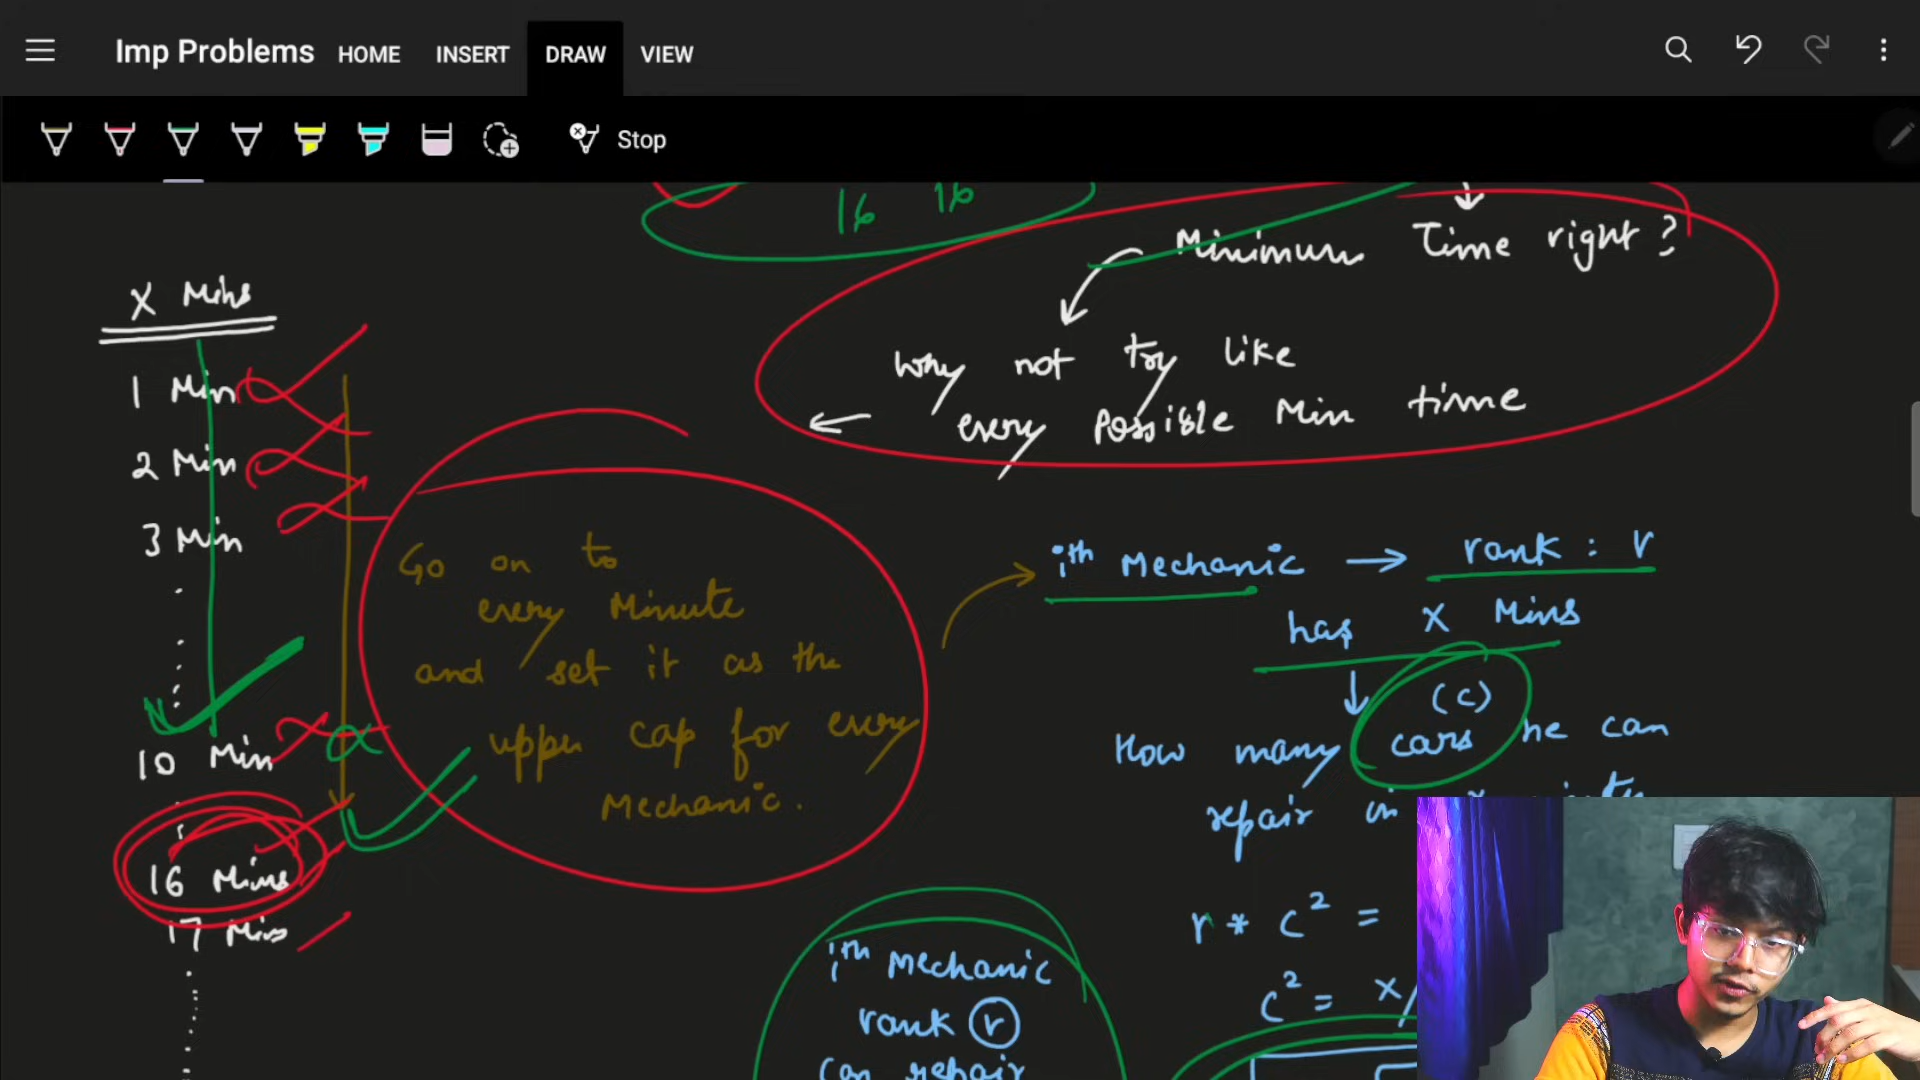 Imp Problems HOME INSERT DRAW VIEW
Stop
16 16
Minimum Time right?
Why not try like
every Possible Min time
X Mins
1 Min
2 Min
3 Min
10 Min
16 Mins
17 Mins
Go on to
every Minute
and set it as the
upper cap for every
Mechanic.
ith Mechanic → rank : r
has X Mins
(c)
How many cars he can
repair in
r * c² =
c² = x/
ith Mechanic
rank r
can repair